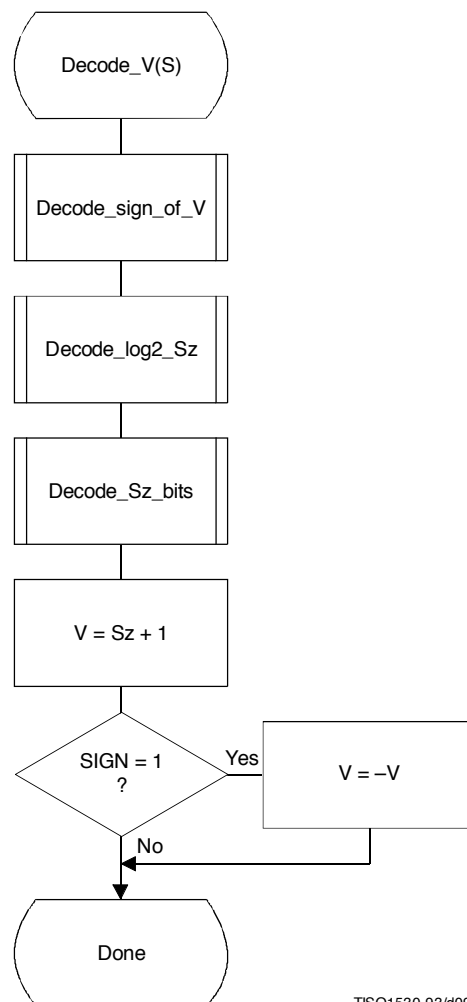 Decode_V(S)
Decode_sign_of_V
Decode_log2_Sz
Decode_Sz_bits
V = Sz + 1
SIGN = 1
?
Yes
V = –V
No
Done